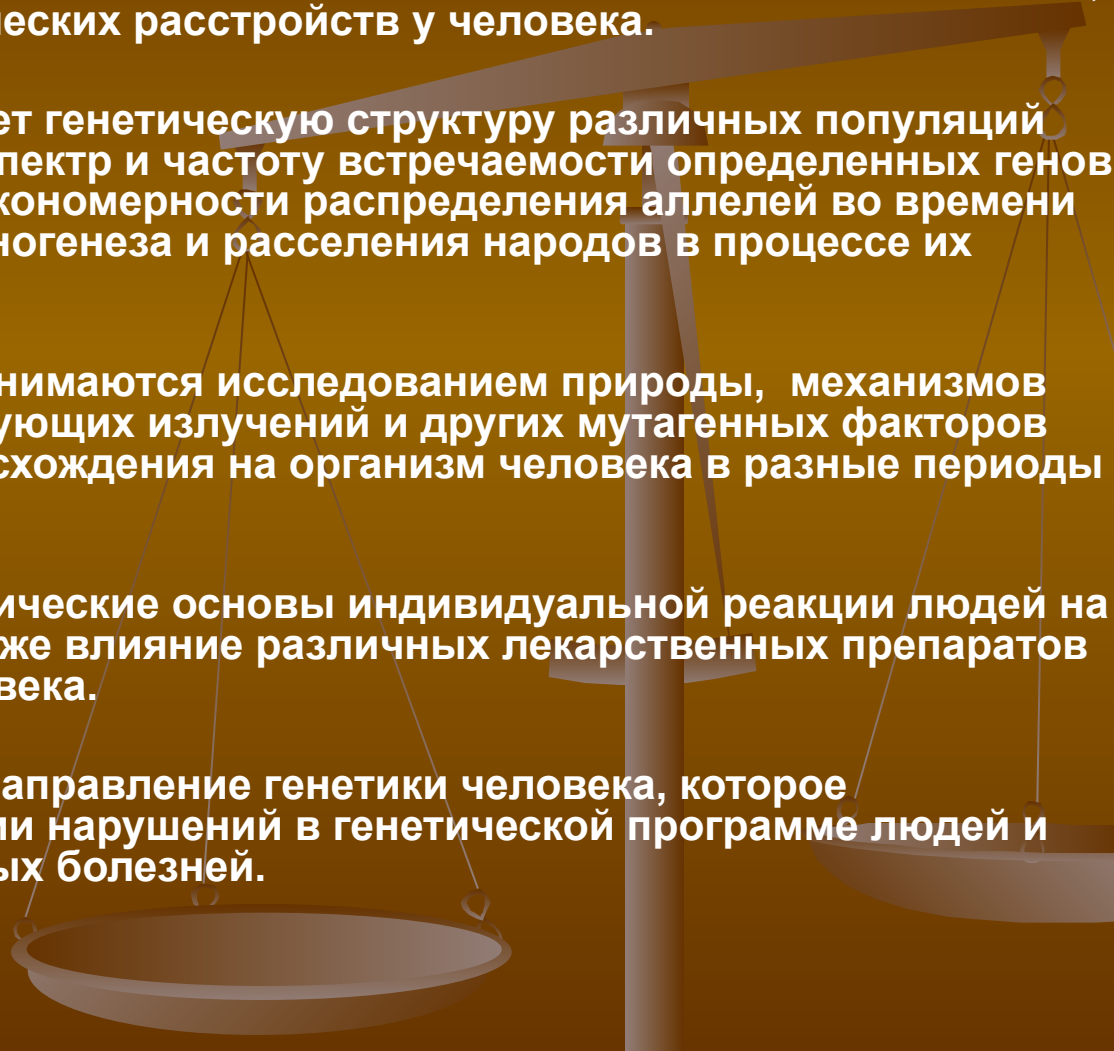 ческих расстройств у человека.
ет генетическую структуру различных популяций
пектр и частоту встречаемости определенных генов
кономерности распределения аллелей во времени
ногенеза и расселения народов в процессе их
нимаются исследованием природы, механизмов
ующих излучений и других мутагенных факторов
схождения на организм человека в разные периоды
ические основы индивидуальной реакции людей на
же влияние различных лекарственных препаратов
века.
аправление генетики человека, которое
ии нарушений в генетической программе людей и
ых болезней.